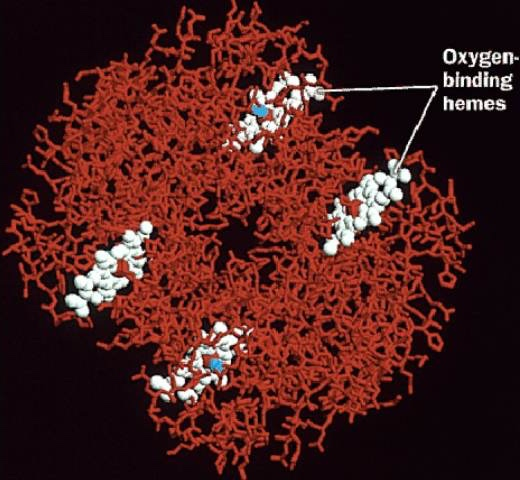 Oxygen-
binding
hemes